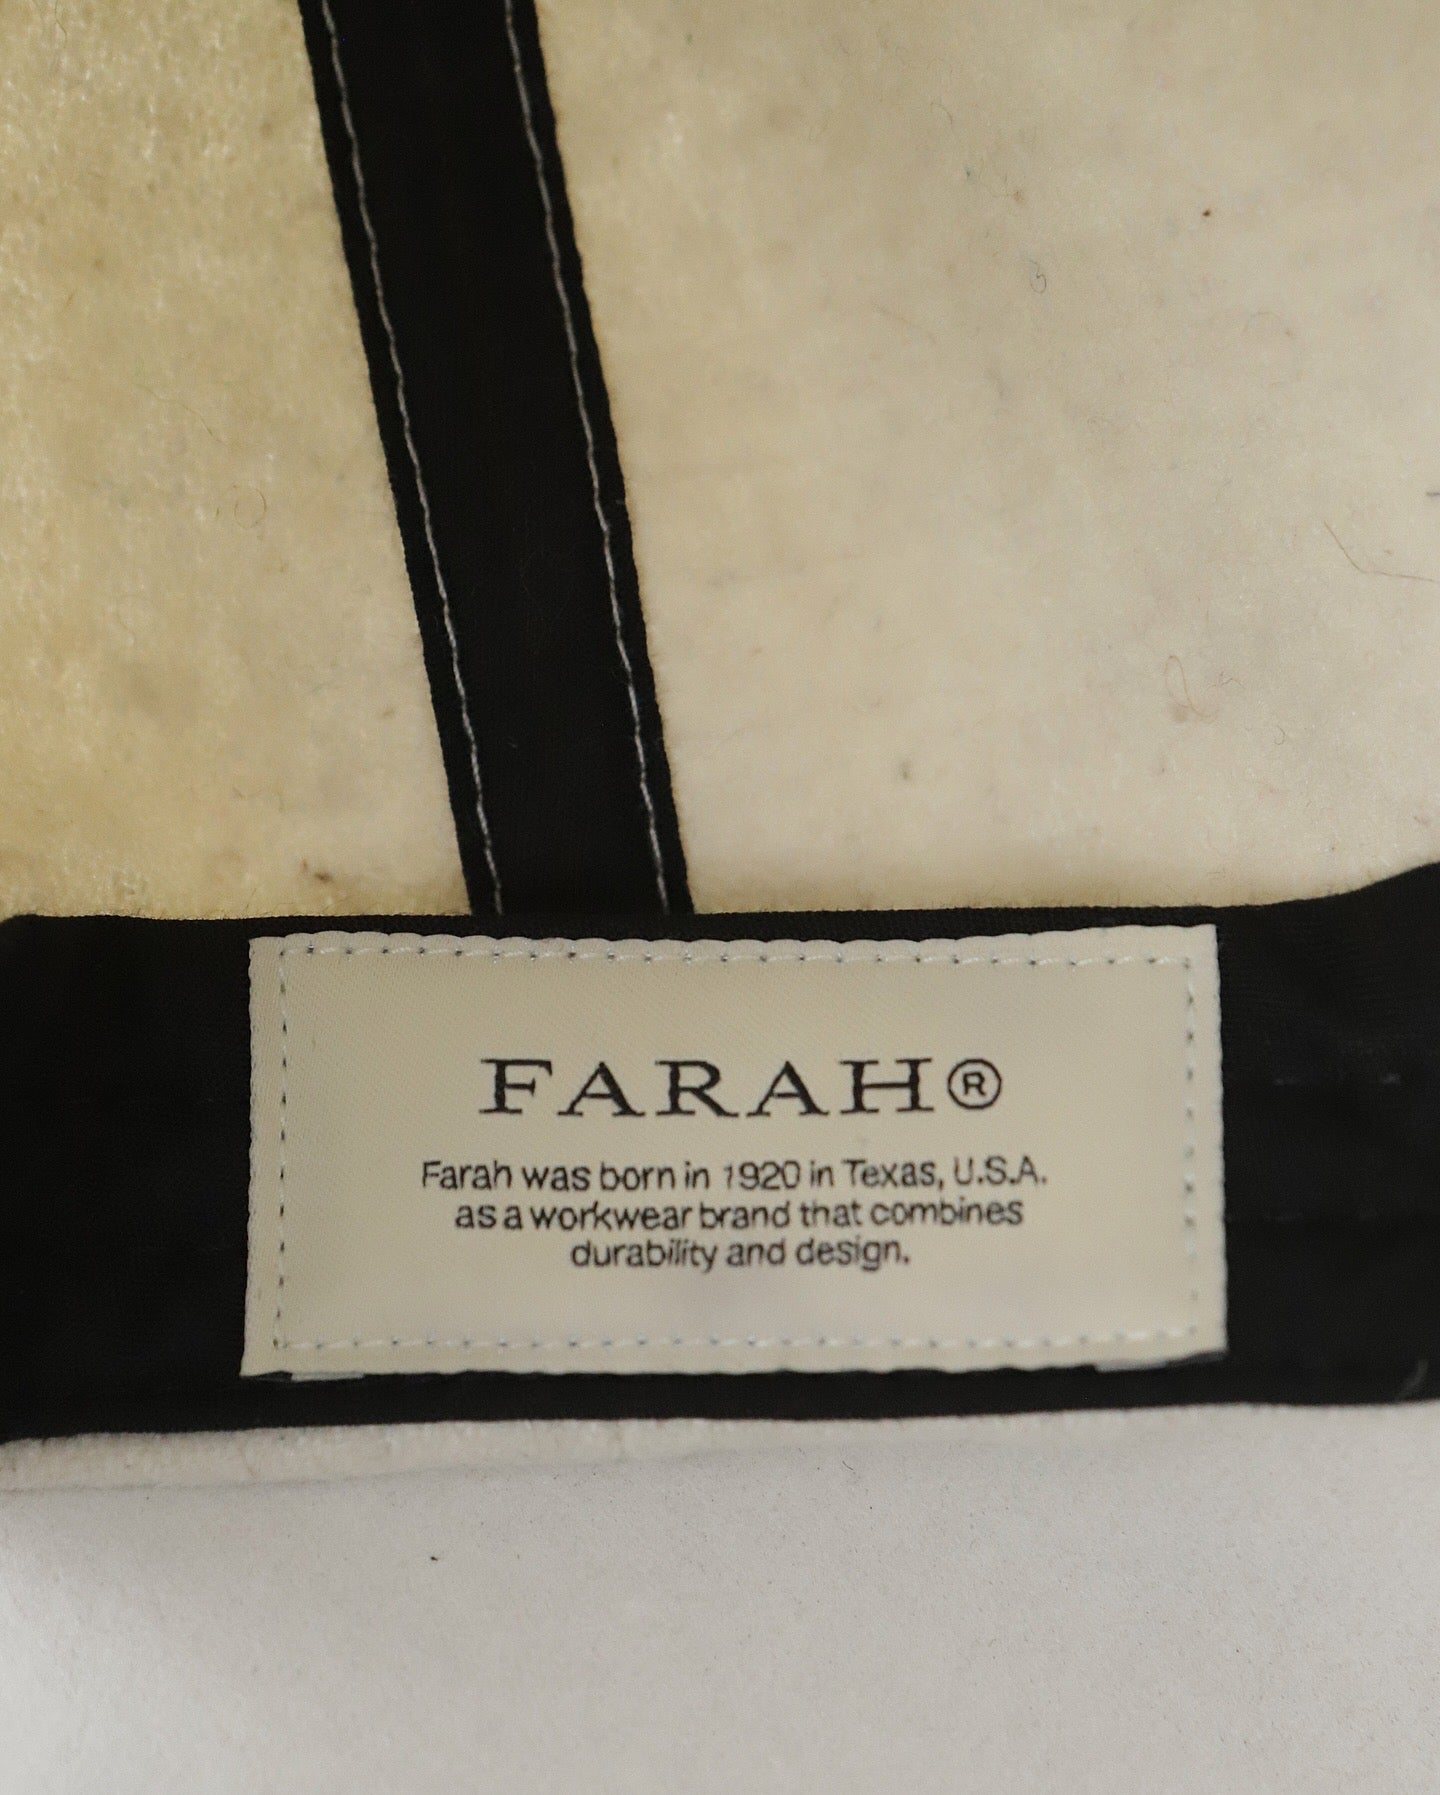 FARAH®
Farah was born in 1920 in Texas, U.S.A.
as a workwear brand that combines
durability and design.